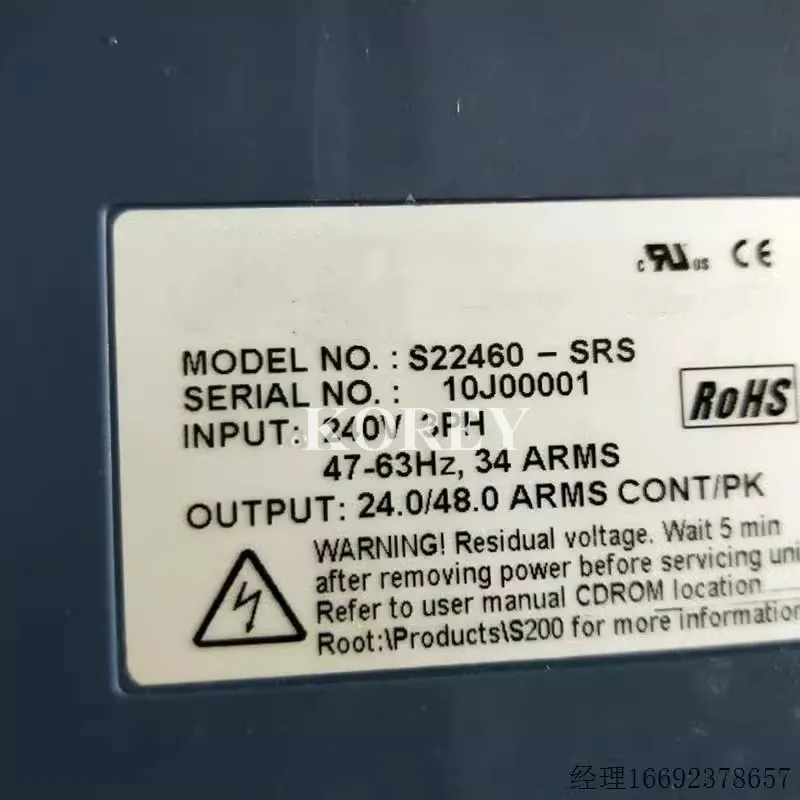 c RU us CE
MODEL NO. : S22460 – SRS
SERIAL NO. : 10J00001
RoHS
INPUT: 240V 3PH
KOREY
47-63Hz, 34 ARMS
OUTPUT: 24.0/48.0 ARMS CONT/PK
WARNING! Residual voltage. Wait 5 min
after removing power before servicing uni
Refer to user manual CDROM location
Root:\Products\S200 for more information
经理16692378657